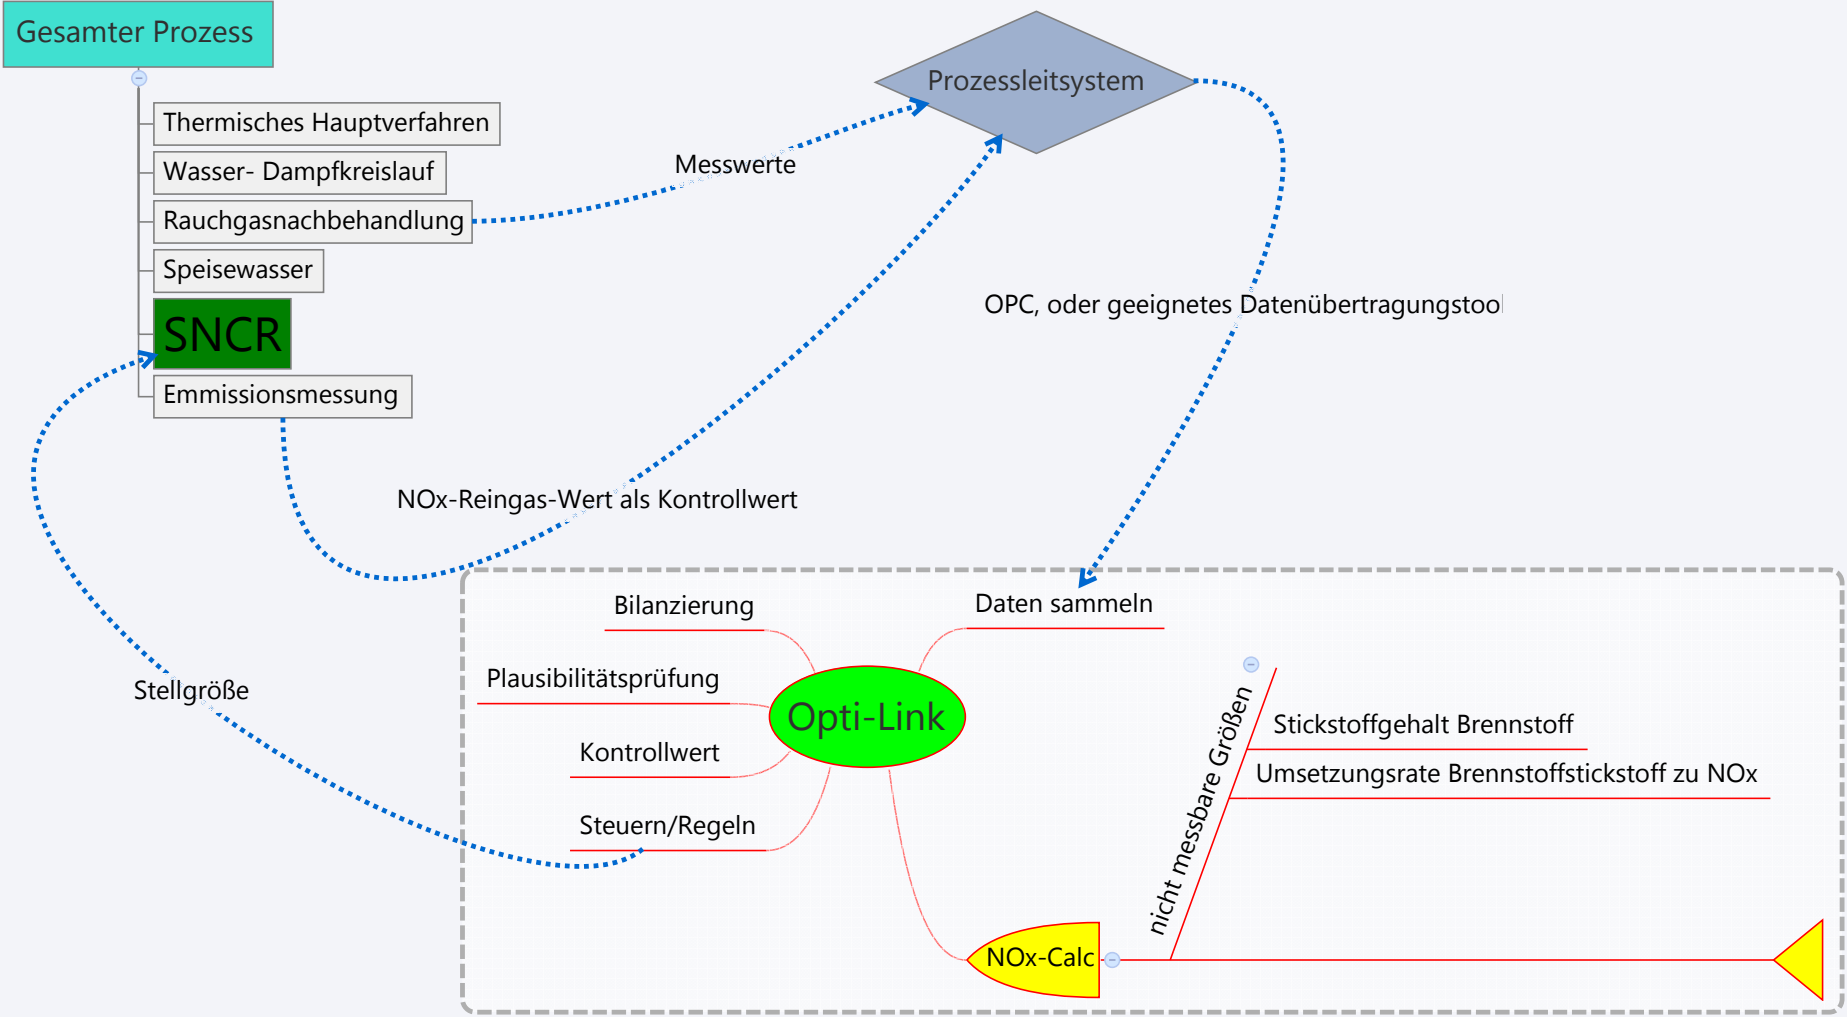 Gesamter Prozess
Prozessleitsystem
Thermisches Hauptverfahren
Wasser- Dampfkreislauf
Messwerte
Rauchgasnachbehandlung
Speisewasser
OPC, oder geeignetes Datenübertragungstool
SNCR
Emmissionsmessung
NOx-Reingas-Wert als Kontrollwert
Bilanzierung
Daten sammeln
Plausibilitätsprüfung
Stellgröße
Opti-Link
Kontrollwert
Steuern/Regeln
nicht messbare Größen
Stickstoffgehalt Brennstoff
Umsetzungsrate Brennstoffstickstoff zu NOx
NOx-Calc